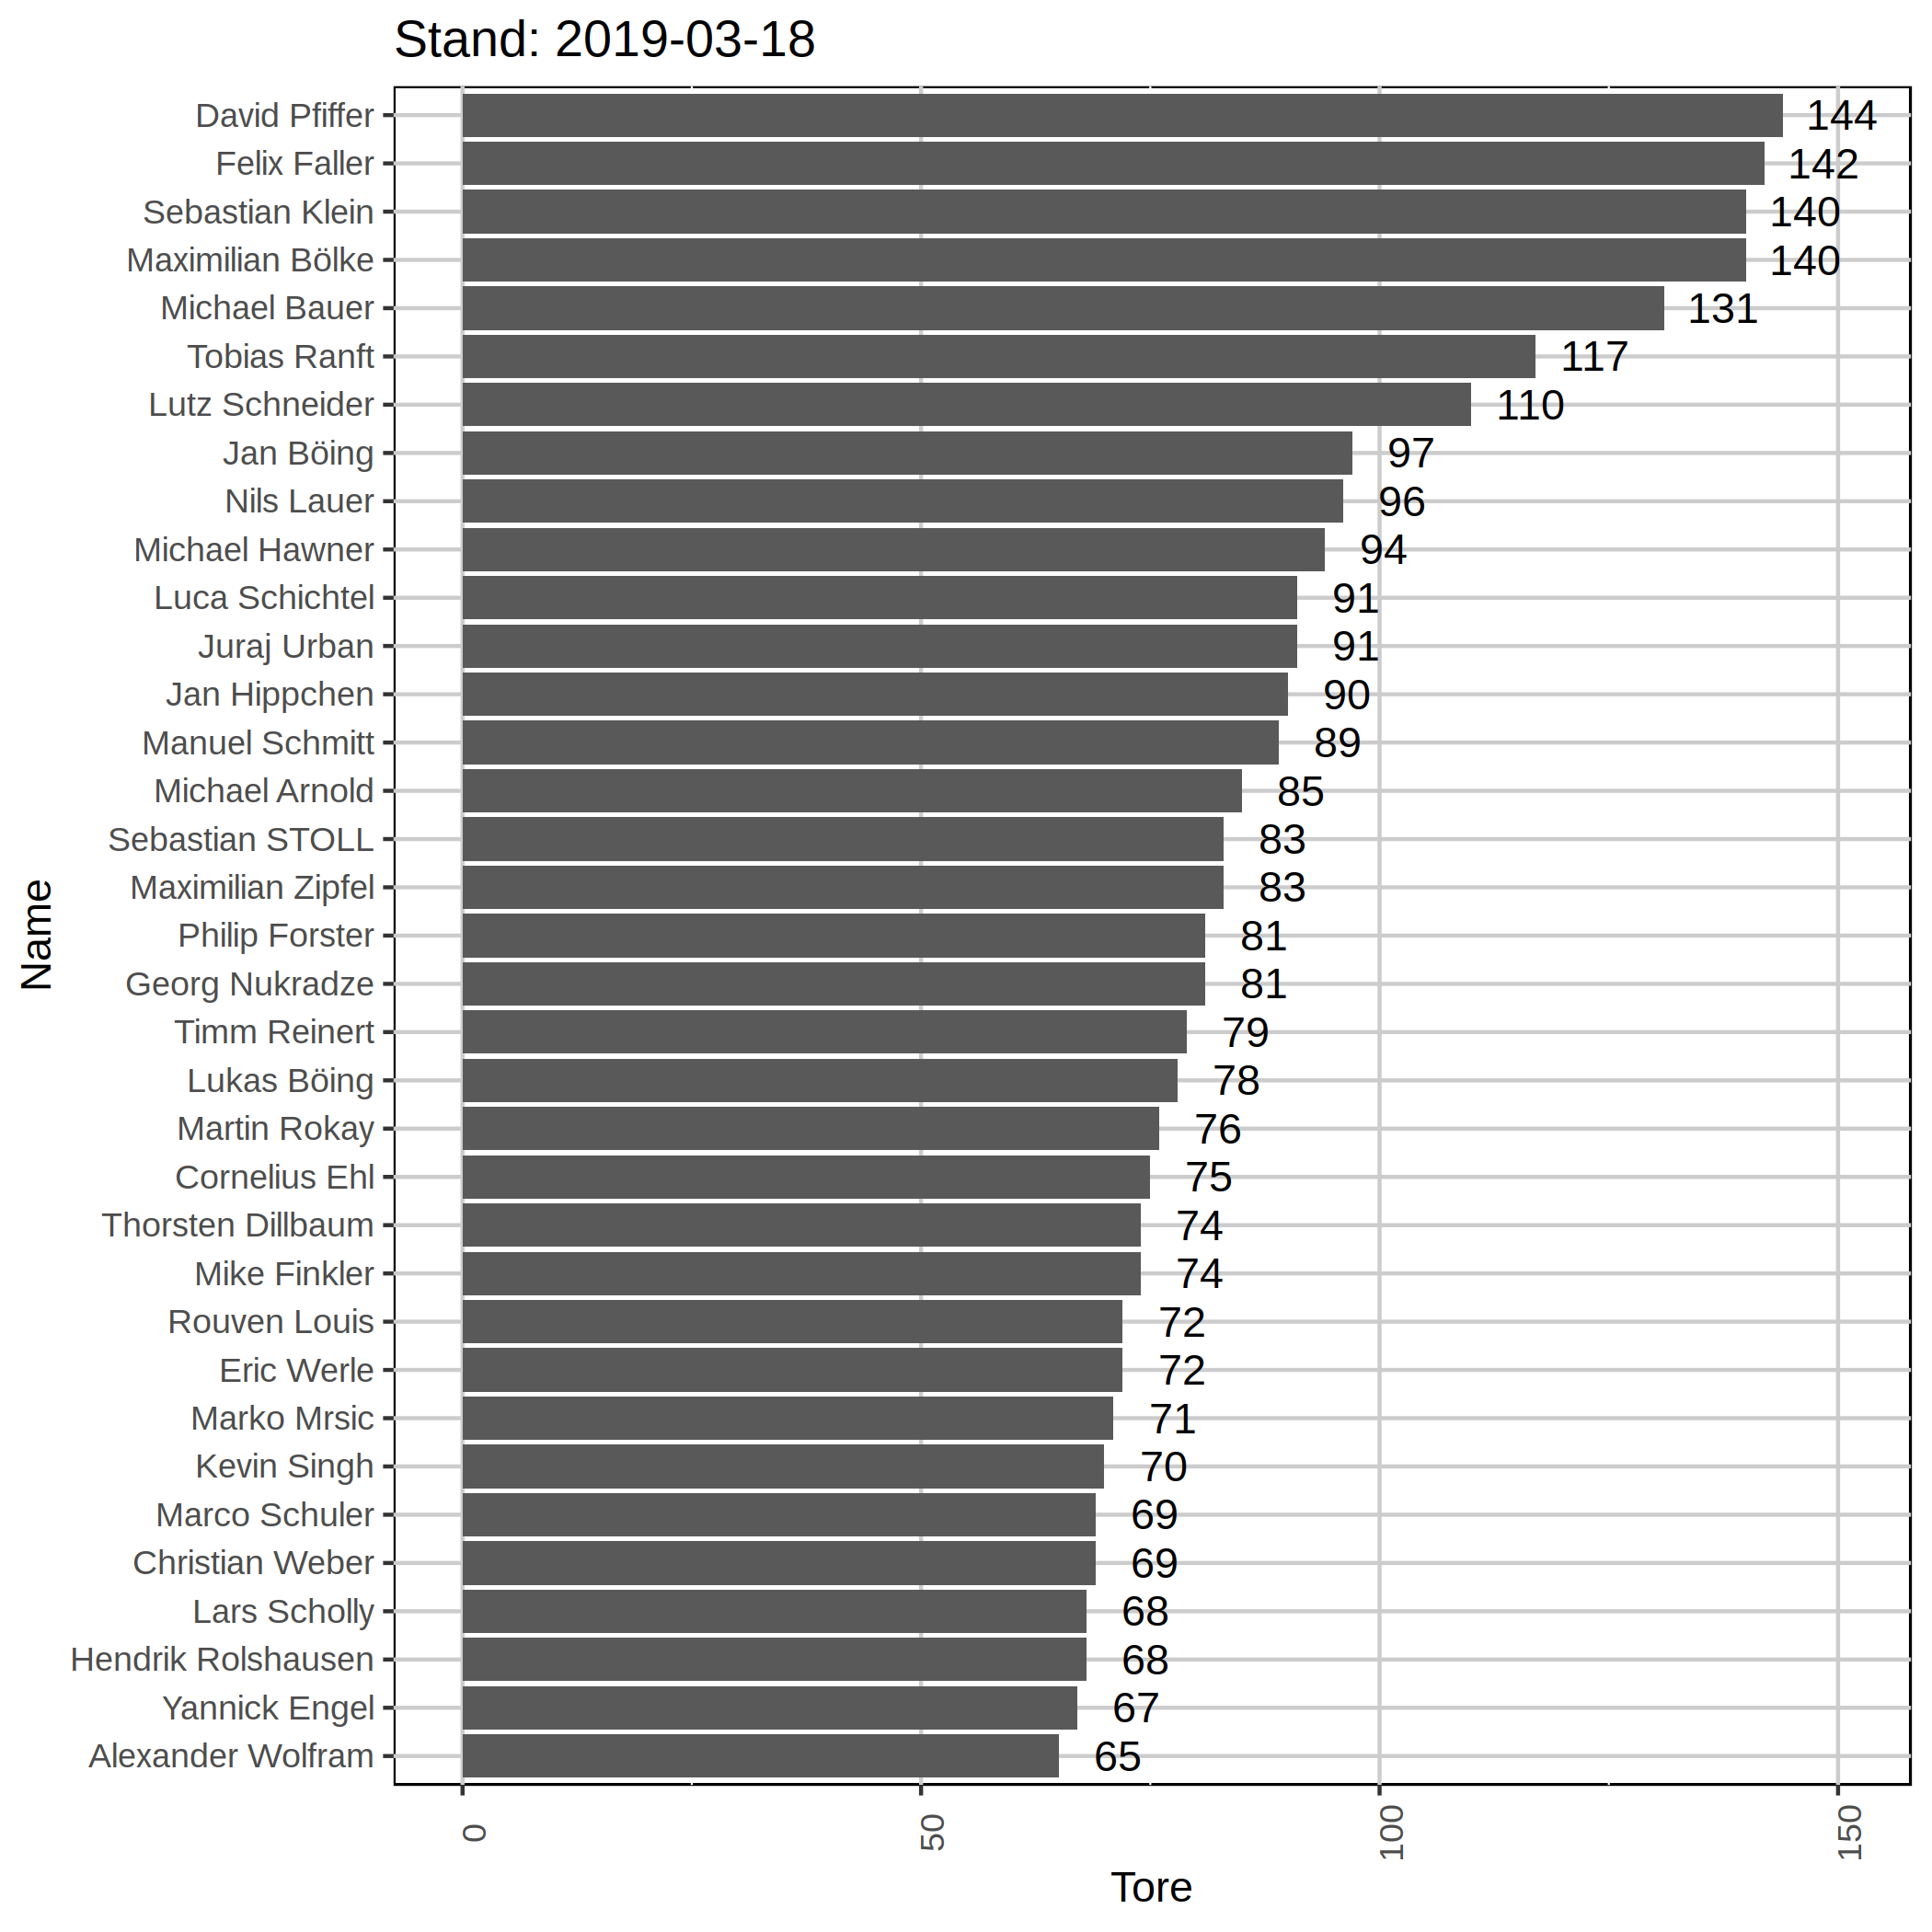 Stand: 2019-03-18
David Pfiffer 144
Felix Faller 142
Sebastian Klein 140
Maximilian Bölke 140
Michael Bauer 131
Tobias Ranft 117
Lutz Schneider 110
Jan Böing 97
Nils Lauer 96
Michael Hawner 94
Luca Schichtel 91
Juraj Urban 91
Jan Hippchen 90
Manuel Schmitt 89
Michael Arnold 85
Sebastian STOLL 83
Maximilian Zipfel 83
Philip Forster 81
Georg Nukradze 81
Timm Reinert 79
Lukas Böing 78
Martin Rokay 76
Cornelius Ehl 75
Thorsten Dillbaum 74
Mike Finkler 74
Rouven Louis 72
Eric Werle 72
Marko Mrsic 71
Kevin Singh 70
Marco Schuler 69
Christian Weber 69
Lars Scholly 68
Hendrik Rolshausen 68
Yannick Engel 67
Alexander Wolfram 65
Name
0 50 100 150
Tore